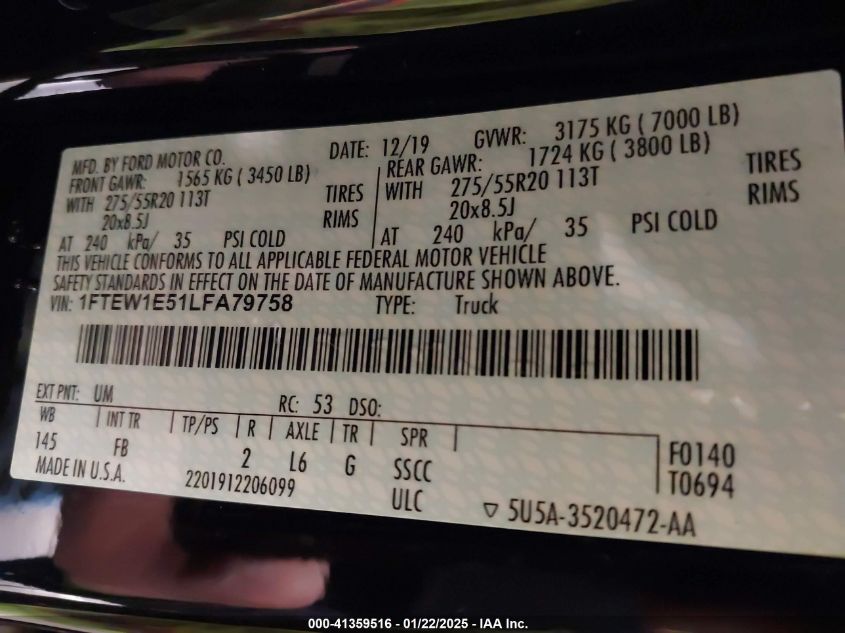 MFD. BY FORD MOTOR CO. DATE: 12/19 GVWR: 3175 KG ( 7000 LB)
FRONT GAWR: 1565 KG ( 3450 LB) REAR GAWR: 1724 KG ( 3800 LB)
WITH 275/55R20 113T TIRES WITH 275/55R20 113T TIRES
20x8.5J RIMS 20x8.5J RIMS
AT 240 kPa/ 35 PSI COLD AT 240 kPa/ 35 PSI COLD
THIS VEHICLE CONFORMS TO ALL APPLICABLE FEDERAL MOTOR VEHICLE
SAFETY STANDARDS IN EFFECT ON THE DATE OF MANUFACTURE SHOWN ABOVE.
VIN: 1FTEW1E51LFA79758 TYPE: Truck
EXT PNT: UM RC: 53 DSO:
WB INT TR TP/PS R AXLE TR SPR
145 FB 2 L6 G SSCC F0140
MADE IN U.S.A. 2201912206099 ULC T0694
5U5A-3520472-AA
000-41359516 - 01/22/2025 - IAA Inc.